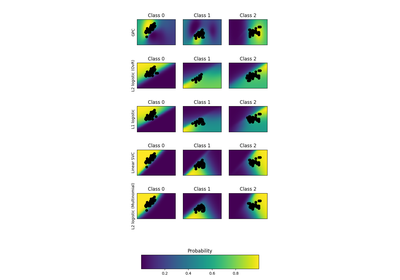 Class 0 Class 1 Class 2
GPC
Class 0 Class 1 Class 2
L2 logistic (OvR)
Class 0 Class 1 Class 2
L1 logistic
Class 0 Class 1 Class 2
Linear SVC
Class 0 Class 1 Class 2
L2 logistic (Multinomial)
Probability
0.2 0.4 0.6 0.8